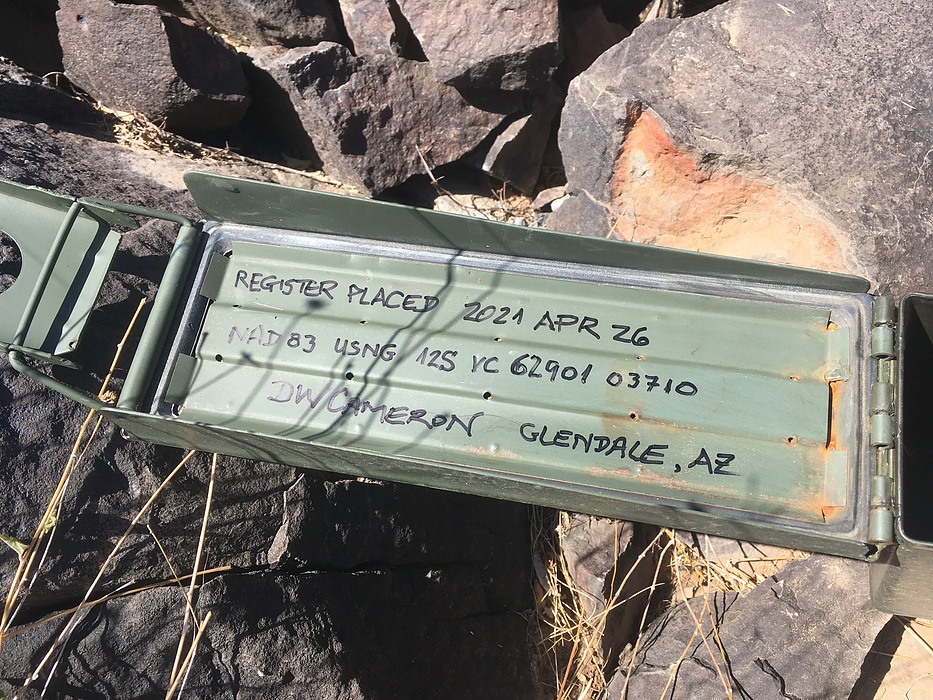 REGISTER PLACED 2021 APR 26
NAD 83 USNG 12S VC 62901 03710
DW CAMERON GLENDALE, AZ